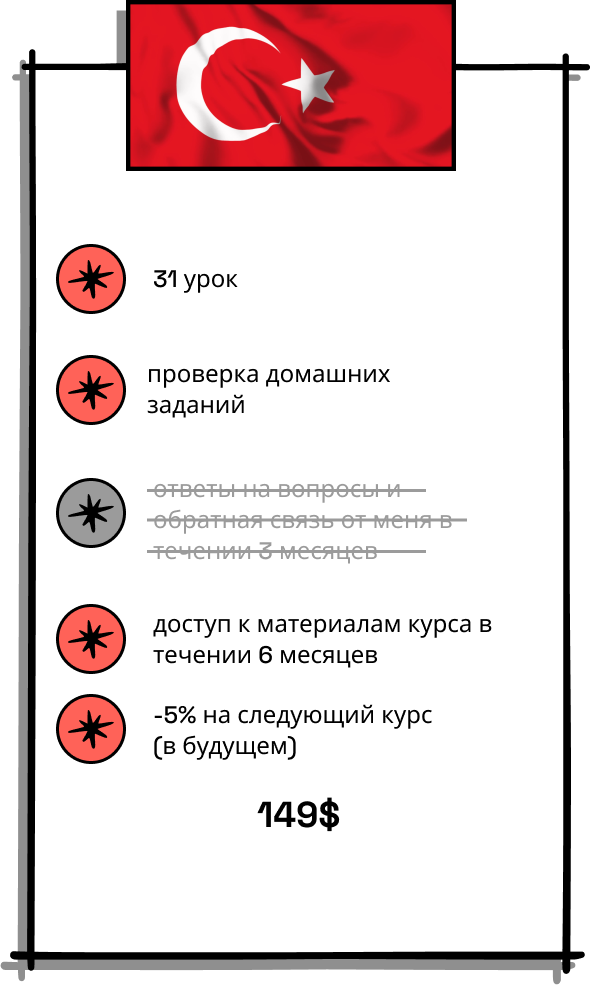 31 урок
проверка домашних
заданий
ответы на вопросы и
обратная связь от меня в
течении 3 месяцев
доступ к материалам курса в
течении 6 месяцев
-5% на следующий курс
(в будущем)
149$